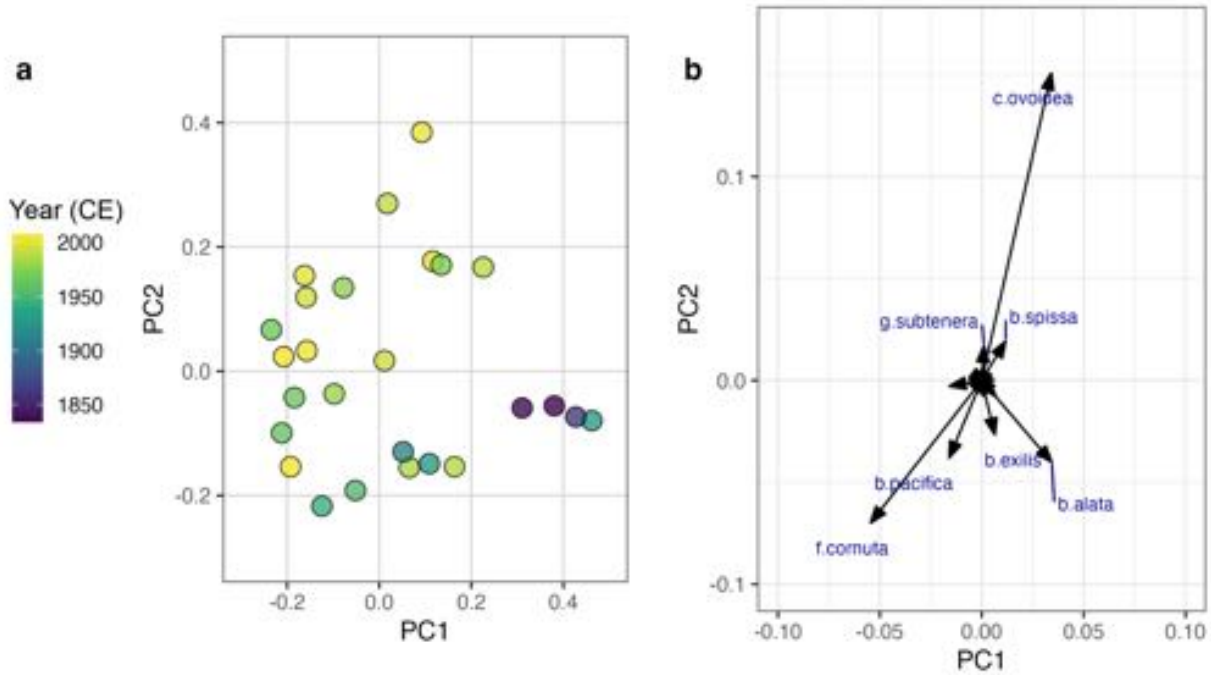 a
Year (CE)
2000
1950
1900
1850
PC2
0.4
0.2
0.0
-0.2
-0.2
0.0
0.2
0.4
PC1
b
PC2
0.1
0.0
-0.1
c.ovoidea
g.subtenera
b.spissa
b.exilis
b.pacifica
b.alata
f.cornuta
-0.10
-0.05
0.00
0.05
0.10
PC1